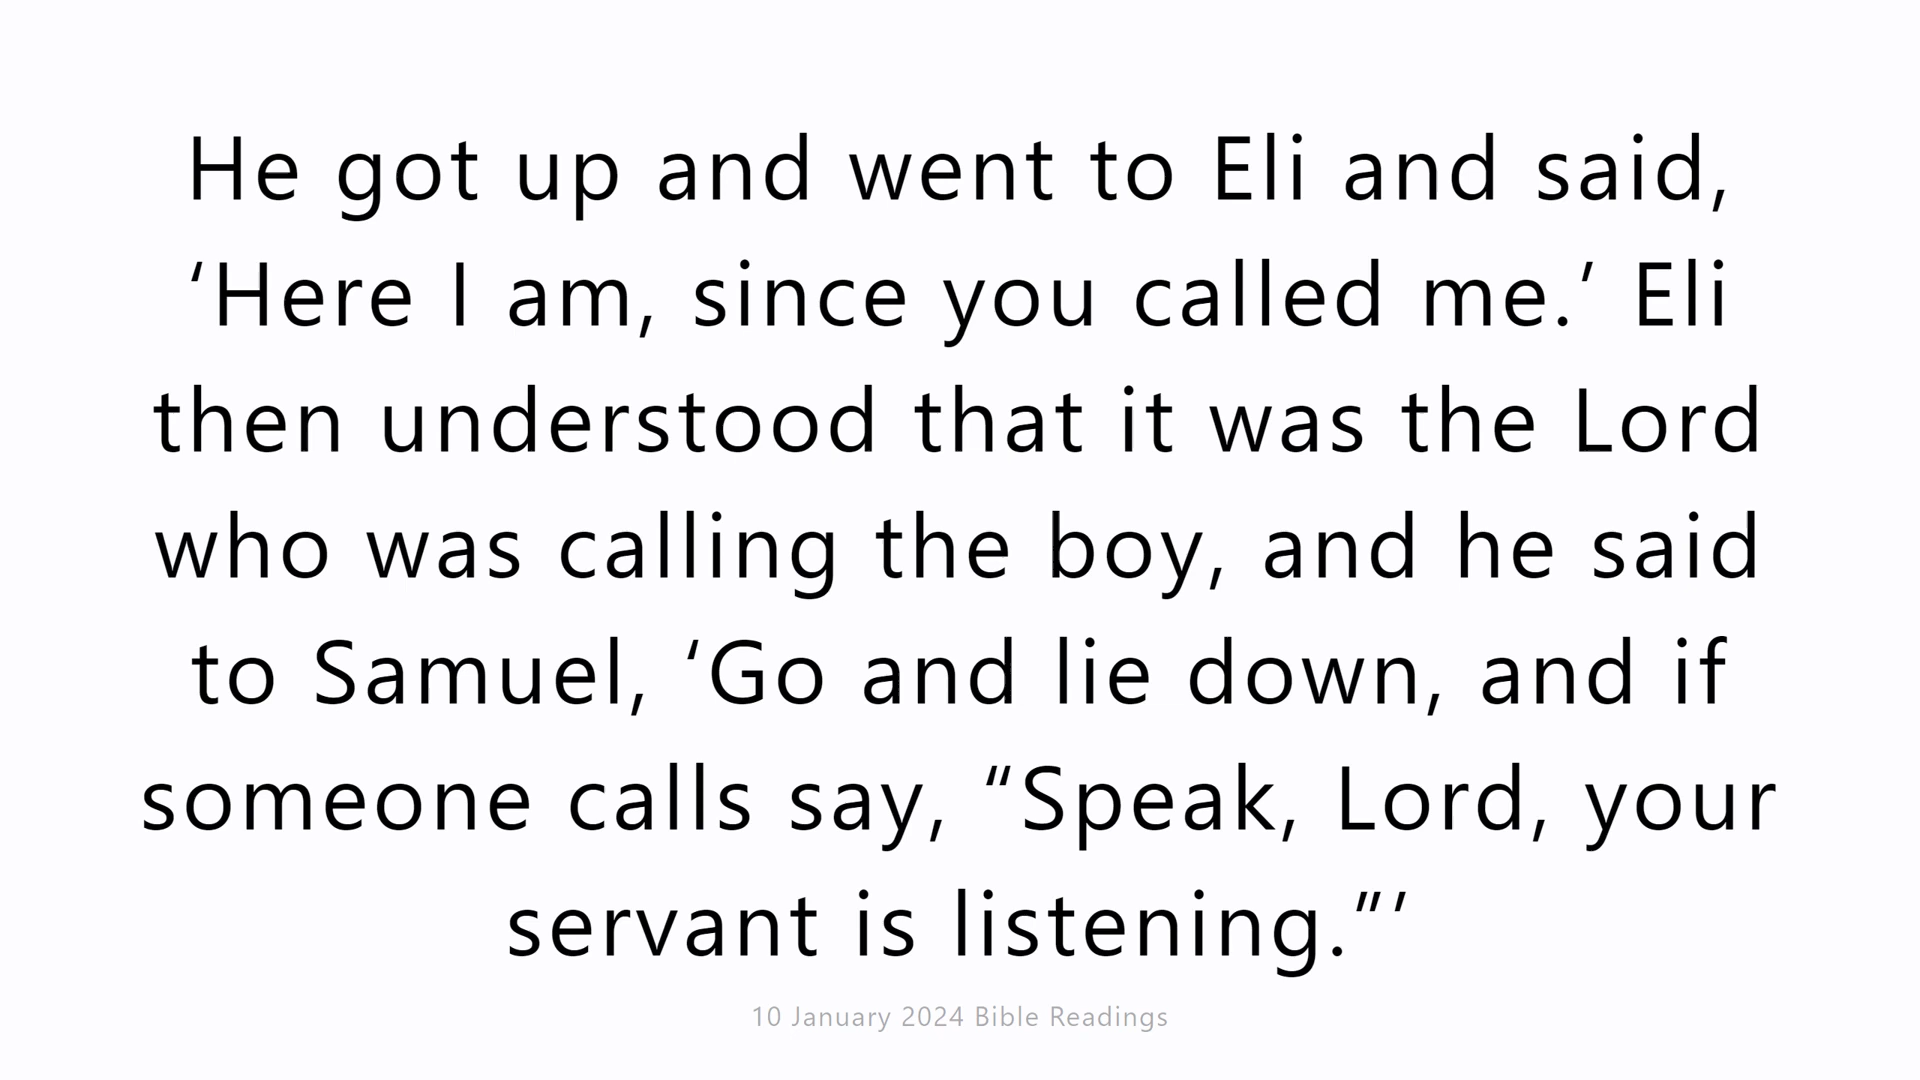 He got up and went to Eli and said,
‘Here I am, since you called me.’ Eli
then understood that it was the Lord
who was calling the boy, and he said
to Samuel, ‘Go and lie down, and if
someone calls say, “Speak, Lord, your
servant is listening.”’
10 January 2024 Bible Readings